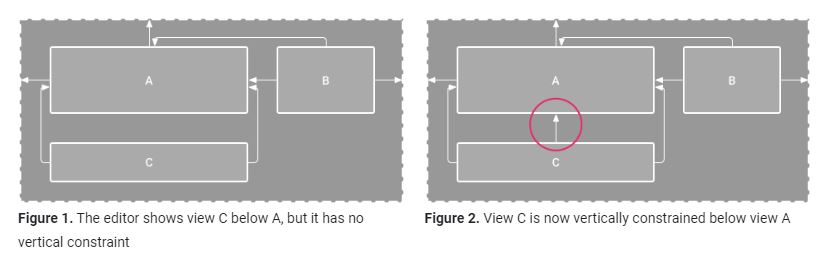 A
B
C
A
B
C
Figure 1. The editor shows view C below A, but it has no
vertical constraint
Figure 2. View C is now vertically constrained below view A